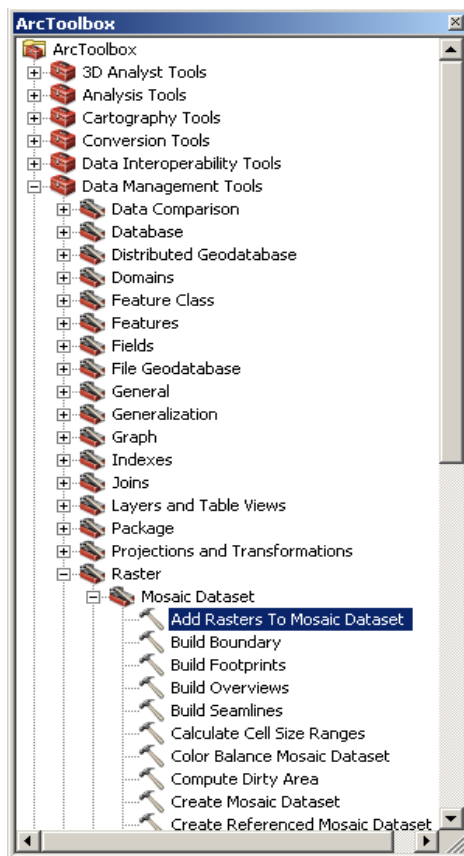 ArcToolbox
ArcToolbox
3D Analyst Tools
Analysis Tools
Cartography Tools
Conversion Tools
Data Interoperability Tools
Data Management Tools
Data Comparison
Database
Distributed Geodatabase
Domains
Feature Class
Features
Fields
File Geodatabase
General
Generalization
Graph
Indexes
Joins
Layers and Table Views
Package
Projections and Transformations
Raster
Mosaic Dataset
Add Rasters To Mosaic Dataset
Build Boundary
Build Footprints
Build Overviews
Build Seamlines
Calculate Cell Size Ranges
Color Balance Mosaic Dataset
Compute Dirty Area
Create Mosaic Dataset
Create Referenced Mosaic Dataset